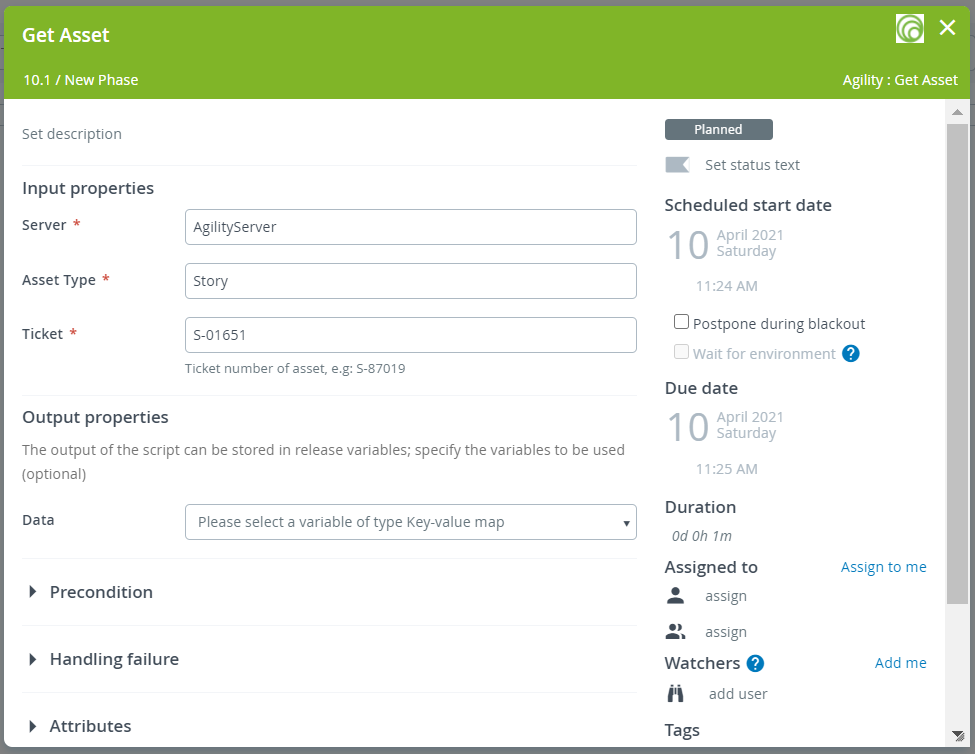 Get Asset
10.1 / New Phase
Agility : Get Asset
Set description
Input properties
Server *
AgilityServer
Asset Type *
Story
Ticket *
S-01651
Ticket number of asset, e.g: S-87019
Output properties
The output of the script can be stored in release variables; specify the variables to be used
(optional)
Data
Please select a variable of type Key-value map
Precondition
Handling failure
Attributes
Planned
Set status text
Scheduled start date
10
April 2021
Saturday
11:24 AM
Postpone during blackout
Wait for environment ?
Due date
10
April 2021
Saturday
11:25 AM
Duration
0d 0h 1m
Assigned to
Assign to me
assign
assign
Watchers ?
Add me
add user
Tags